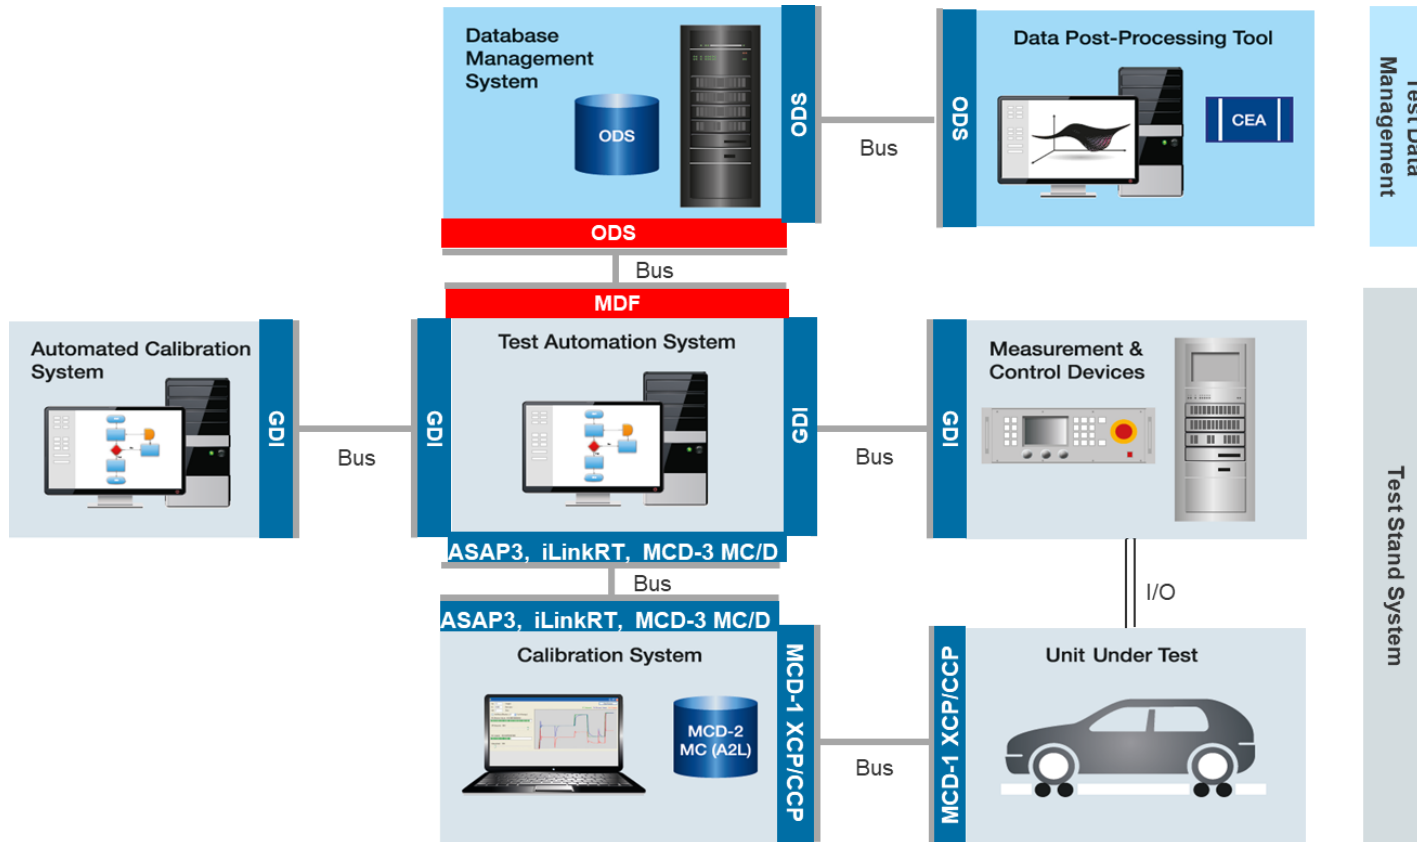 Database
Management
System
ODS
ODS
Bus
ODS
Data Post-Processing Tool
CEA
Test Data
Management
ODS
Bus
MDF
Automated Calibration
System
GDI
Bus
GDI
Test Automation System
GDI
Bus
GDI
Measurement &
Control Devices
ASAP3, iLinkRT, MCD-3 MC/D
Bus
I/O
ASAP3, iLinkRT, MCD-3 MC/D
Calibration System
MCD-2
MC (A2L)
MCD-1 XCP/CCP
Bus
MCD-1 XCP/CCP
Unit Under Test
Test Stand System